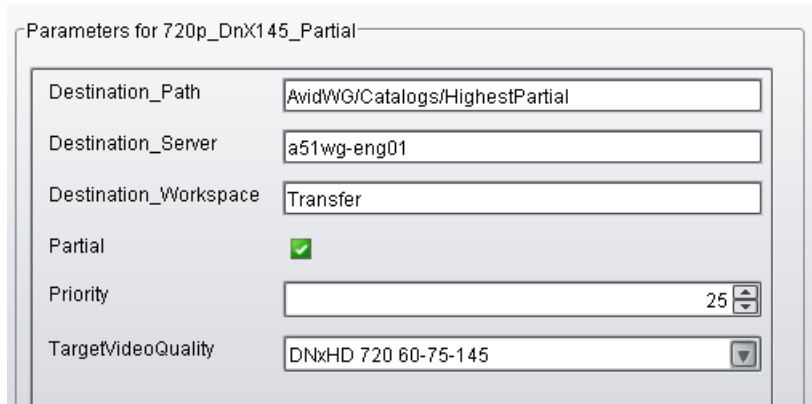 Parameters for 720p_DnX145_Partial
Destination_Path AvidWG/Catalogs/HighestPartial
Destination_Server a51wg-eng01
Destination_Workspace Transfer
Partial
Priority 25
TargetVideoQuality DNxHD 720 60-75-145